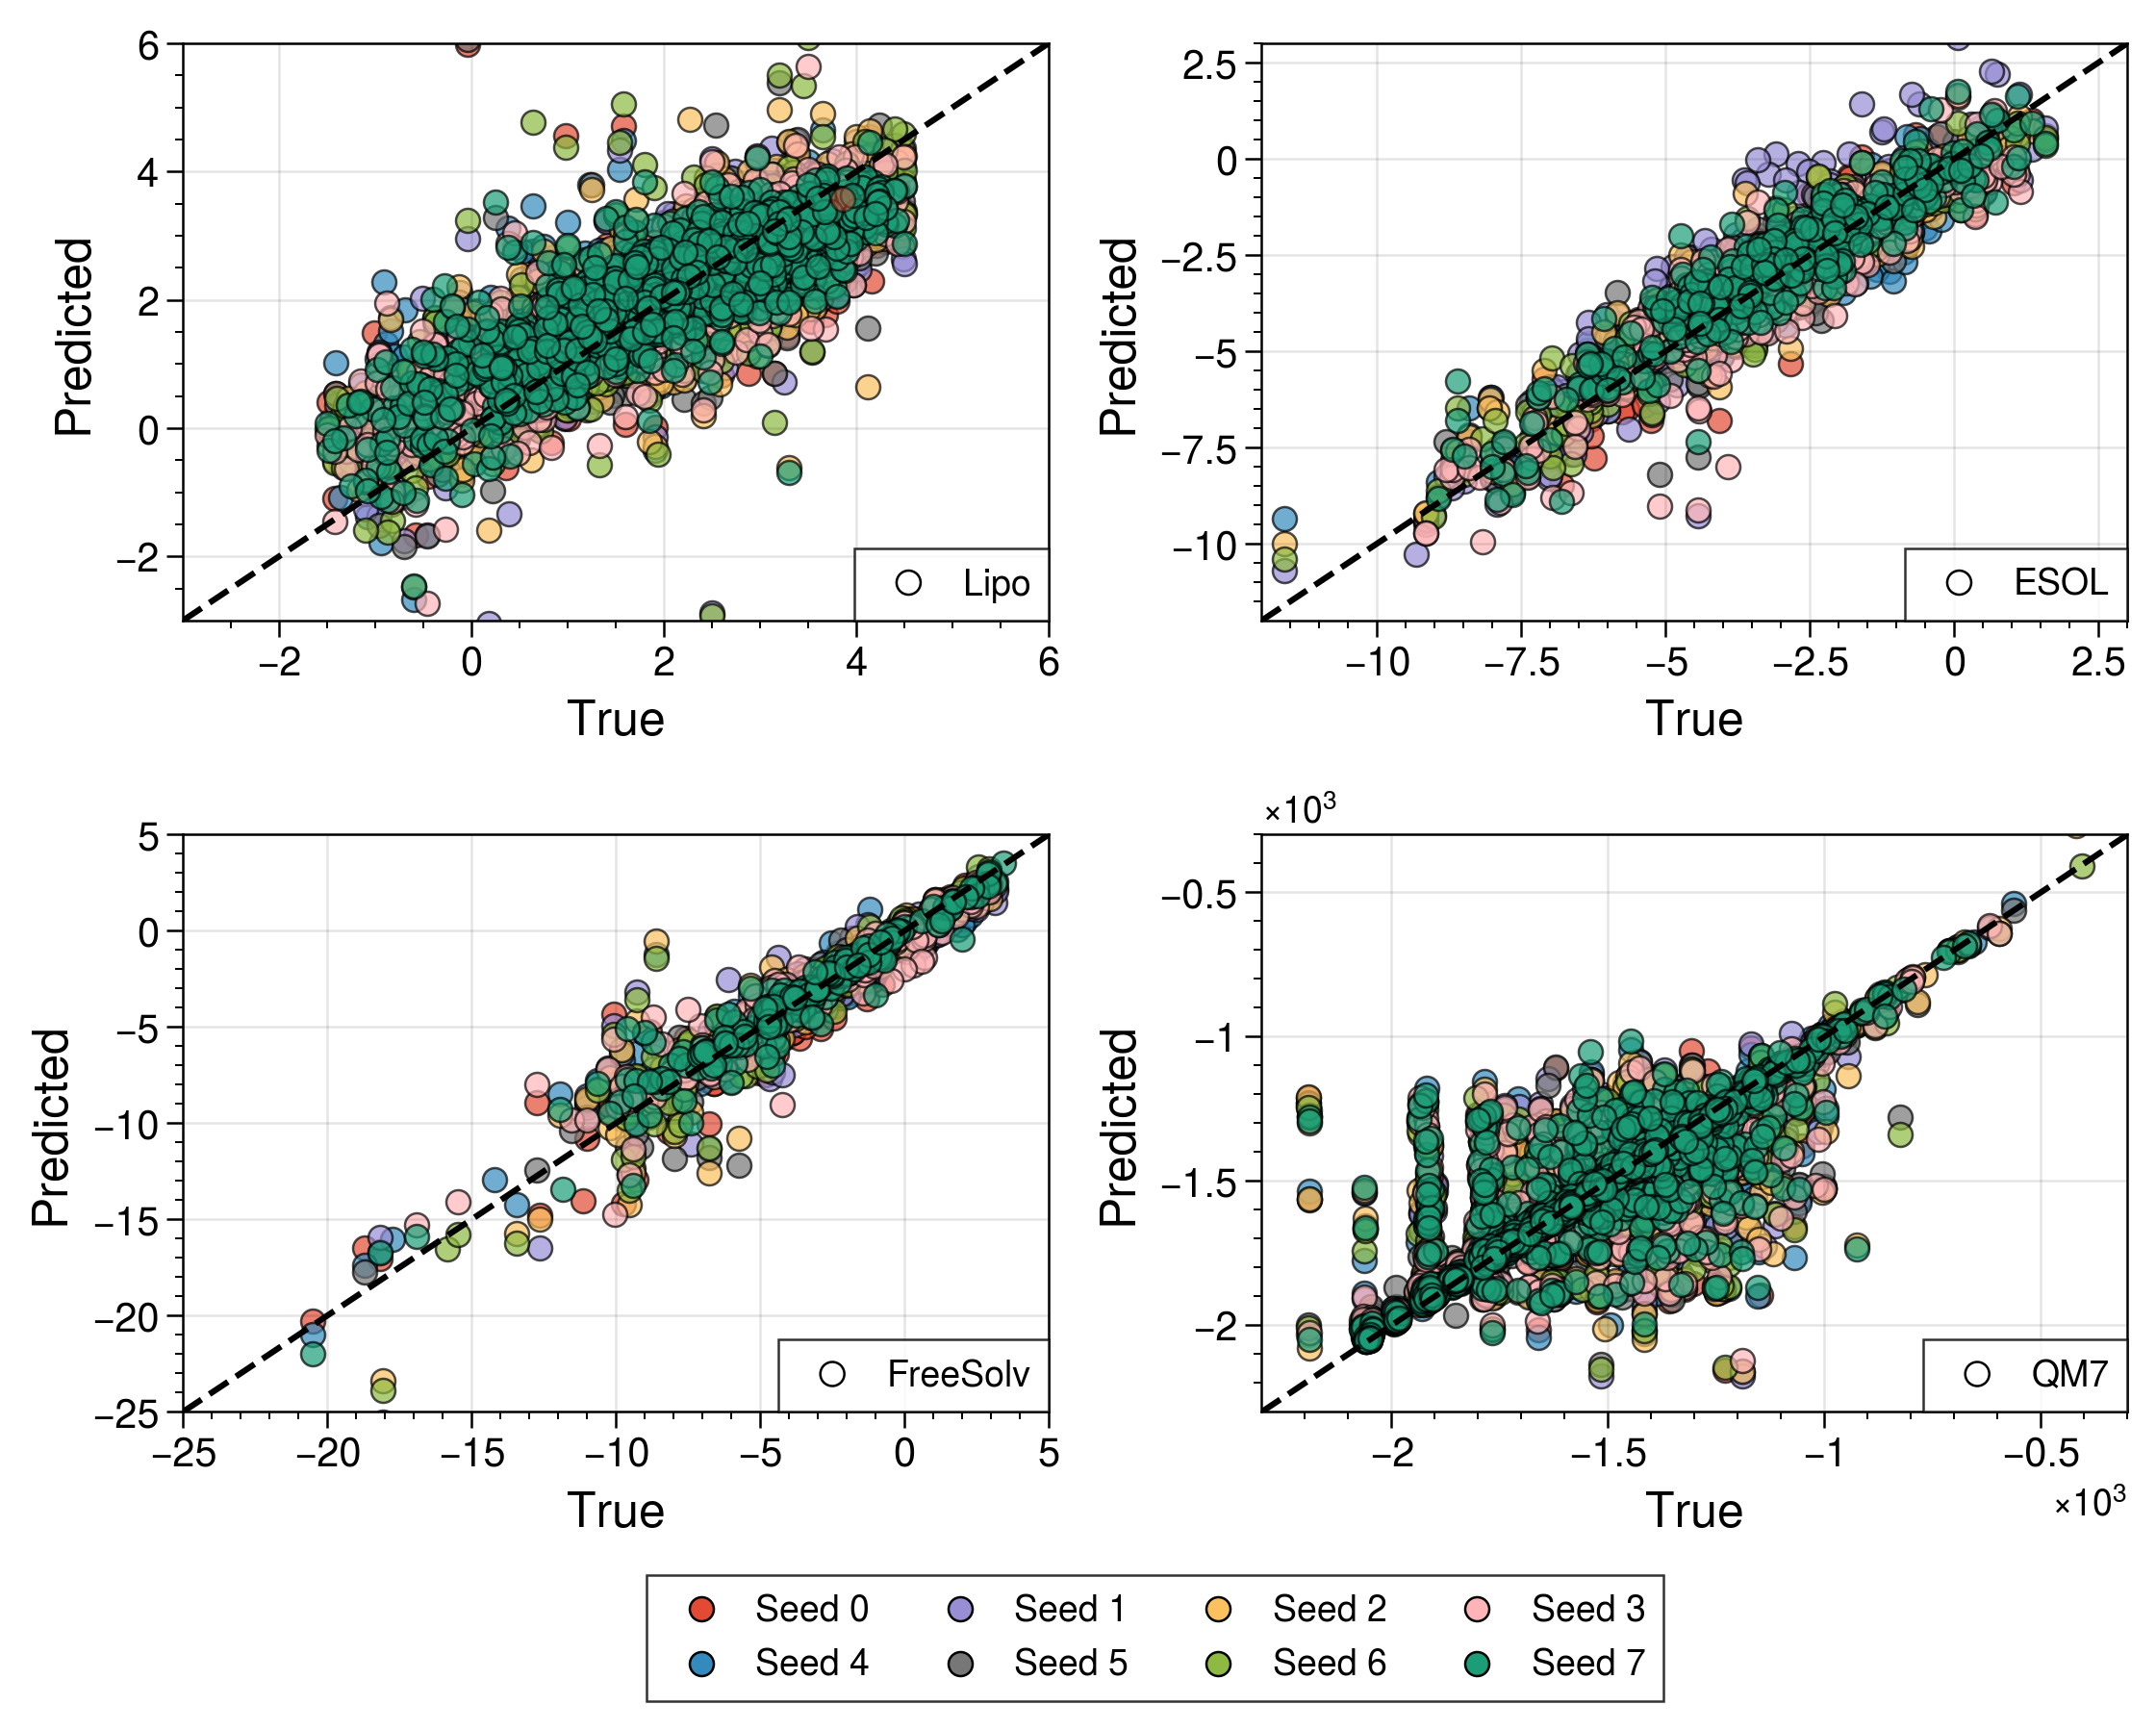 6
4
2
0
−2
Predicted
−2 0 2 4 6
True
Lipo
2.5
0
−2.5
−5
−7.5
−10
Predicted
−10 −7.5 −5 −2.5 0 2.5
True
ESOL
5
0
−5
−10
−15
−20
−25
Predicted
−25 −20 −15 −10 −5 0 5
True
FreeSolv
×10³
−0.5
−1
−1.5
−2
Predicted
−2 −1.5 −1 −0.5
True
×10³
QM7
Seed 0 Seed 1 Seed 2 Seed 3
Seed 4 Seed 5 Seed 6 Seed 7